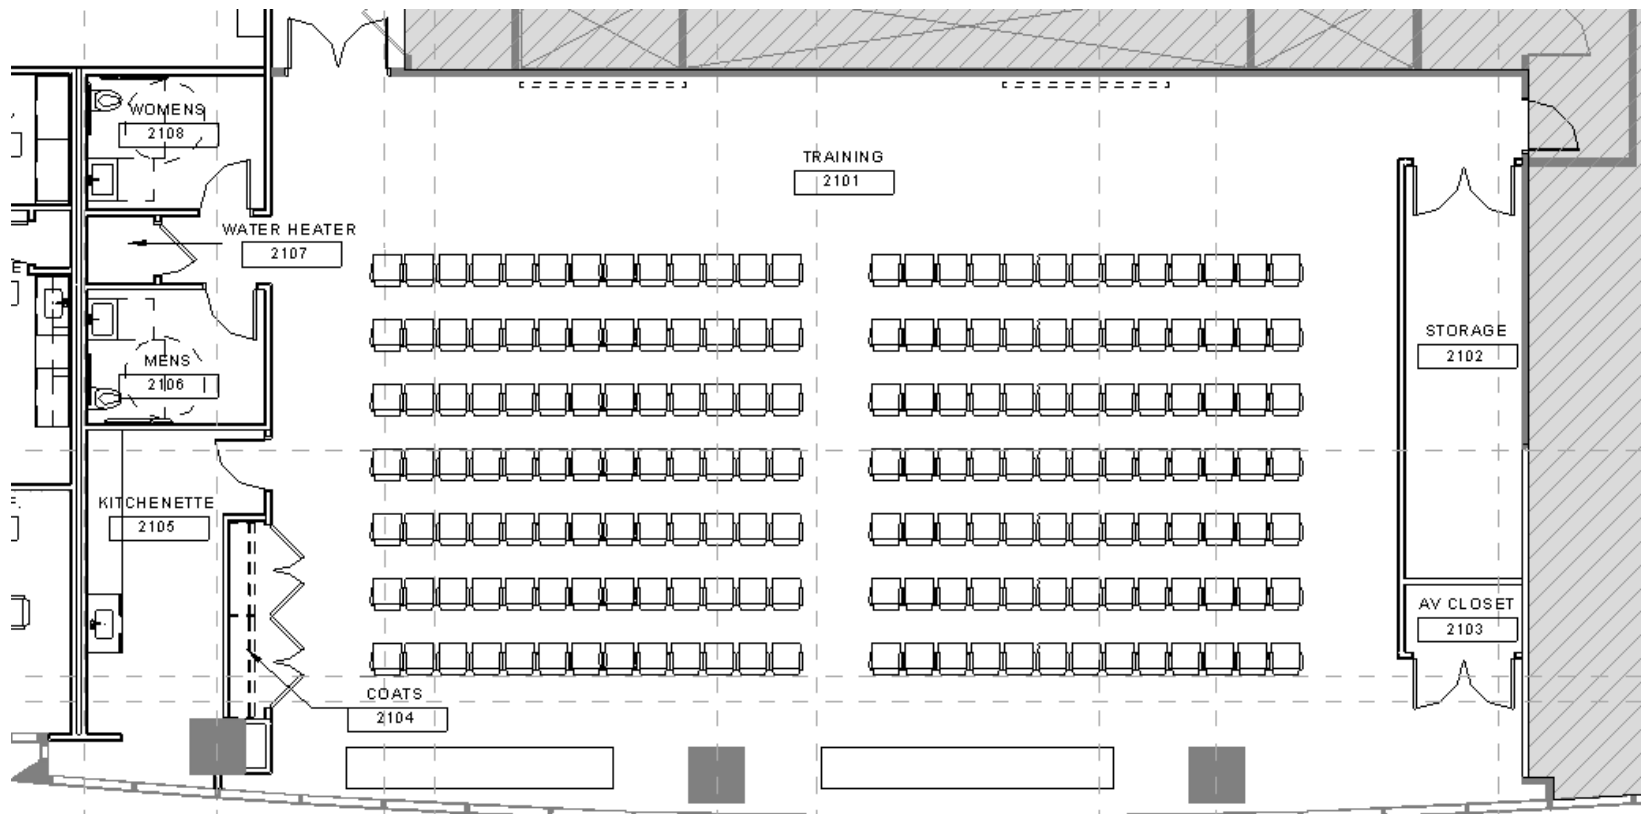 WOMENS
2108
TRAINING
2101
WATER HEATER
2107
E
STORAGE
2102
MENS
2106
KITCHENETTE
2105
F.
AV CLOSET
2103
COATS
2104